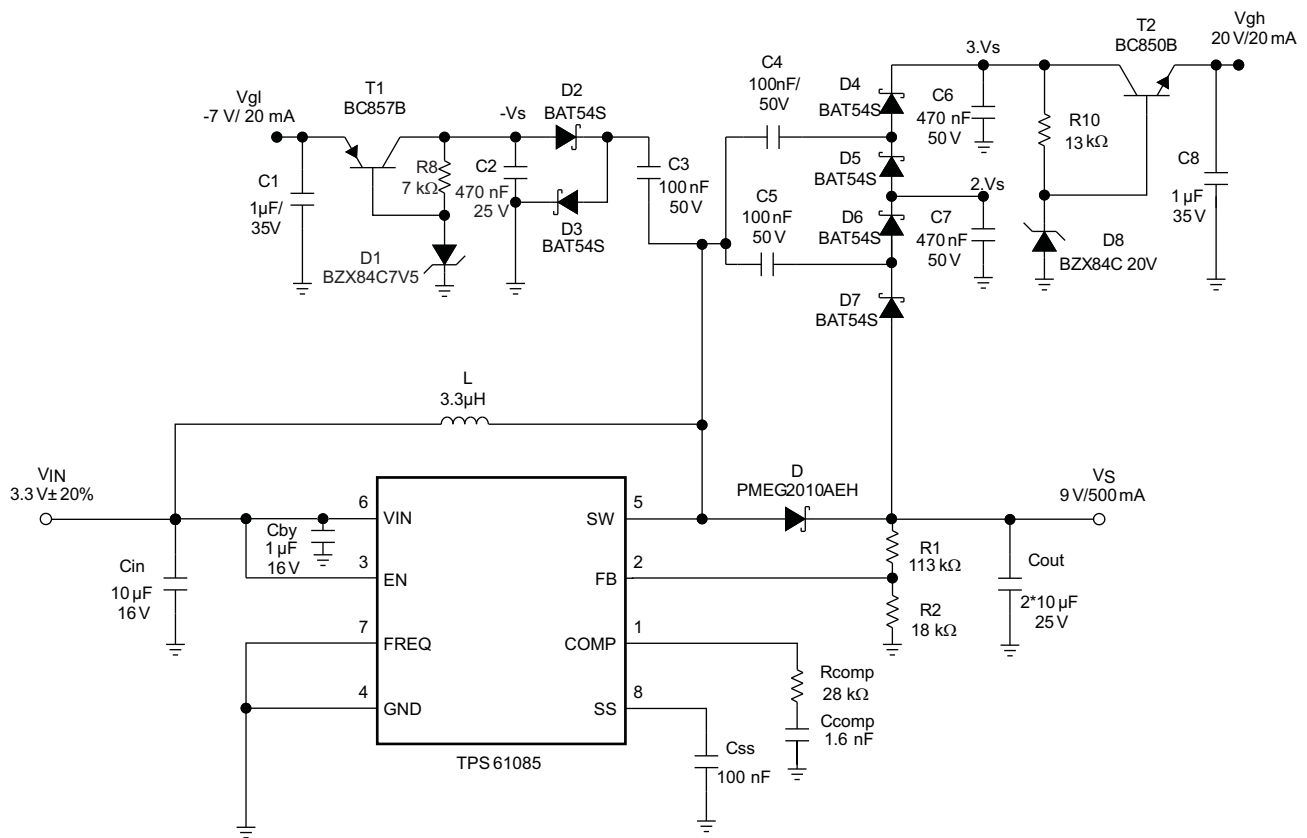 T2
BC850B
Vgh
20 V/20 mA
3.Vs
C4
100nF/
50V
D4
BAT54S
C6
470 nF
50 V
R10
13 kΩ
C8
1 µF
35 V
T1
BC857B
Vgl
-7 V/ 20 mA
-Vs
D2
BAT54S
C1
1µF/
35V
R8
7 kΩ
C2
470 nF
25 V
C3
100 nF
50 V
D3
BAT54S
D1
BZX84C7V5
D5
BAT54S
2.Vs
C5
100 nF
50 V
D6
BAT54S
C7
470 nF
50 V
D8
BZX84C 20V
D7
BAT54S
L
3.3µH
VIN
3.3 V± 20%
D
PMEG2010AEH
VS
9 V/500 mA
6
VIN
5
SW
Cby
1 µF
16 V
Cin
10 µF
16 V
3
EN
2
FB
R1
113 kΩ
R2
18 kΩ
Cout
2*10 µF
25 V
7
FREQ
1
COMP
4
GND
8
SS
Rcomp
28 kΩ
Ccomp
1.6 nF
Css
100 nF
TPS 61085